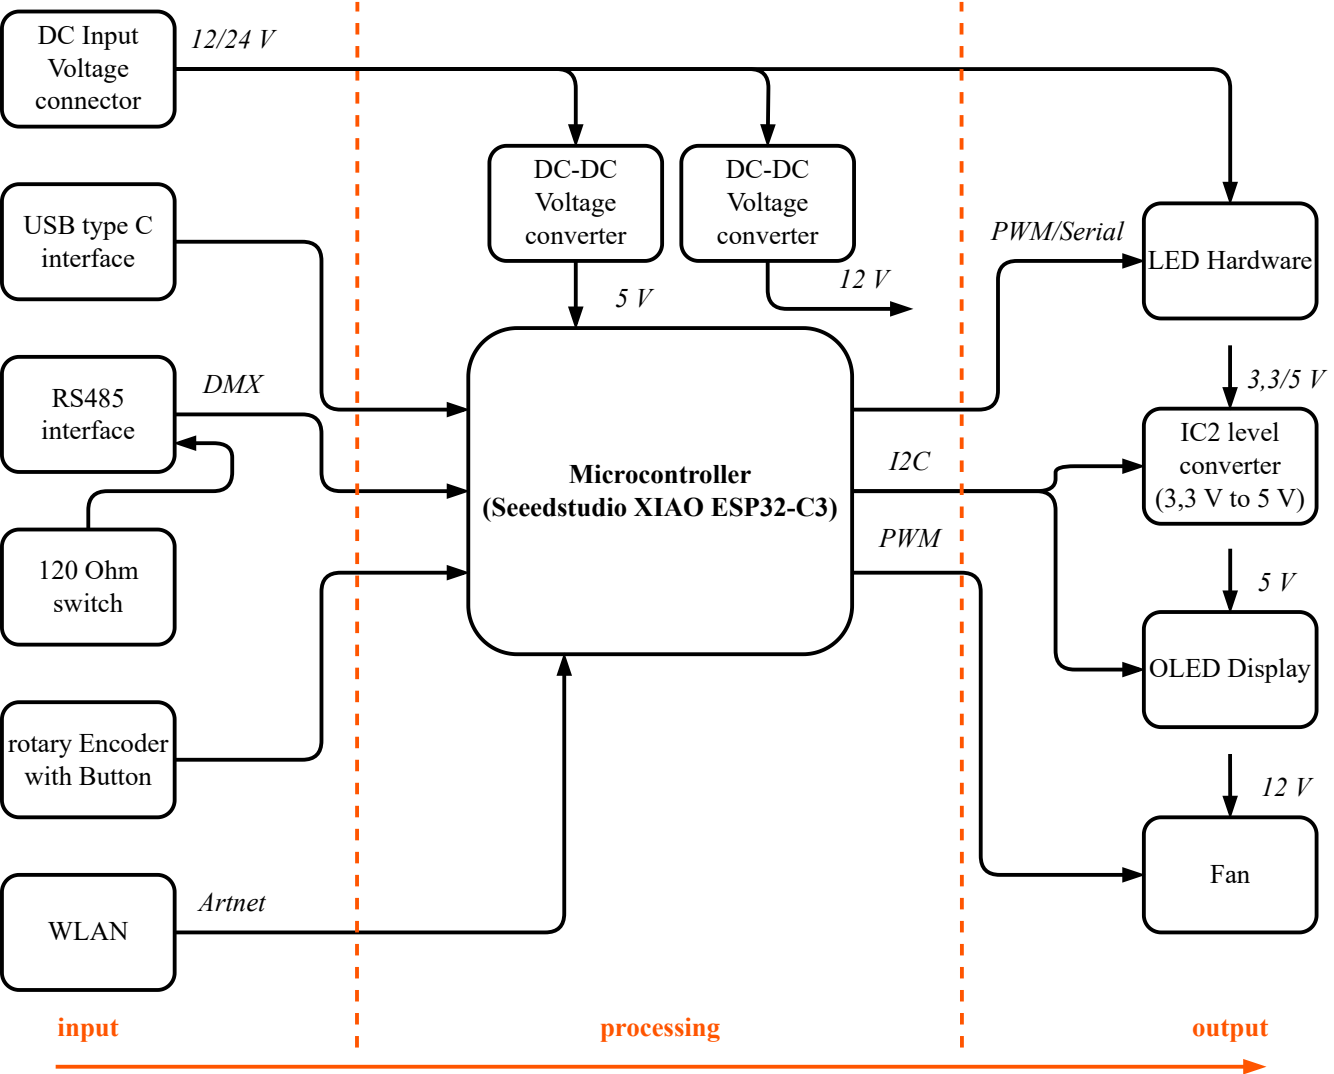 DC Input
Voltage
connector
12/24 V
DC-DC
Voltage
converter
DC-DC
Voltage
converter
USB type C
interface
PWM/Serial
LED Hardware
12 V
5 V
RS485
interface
DMX
3,3/5 V
IC2 level
converter
(3,3 V to 5 V)
Microcontroller
(Seeedstudio XIAO ESP32-C3)
I2C
PWM
120 Ohm
switch
5 V
OLED Display
rotary Encoder
with Button
12 V
Fan
WLAN
Artnet
input
processing
output